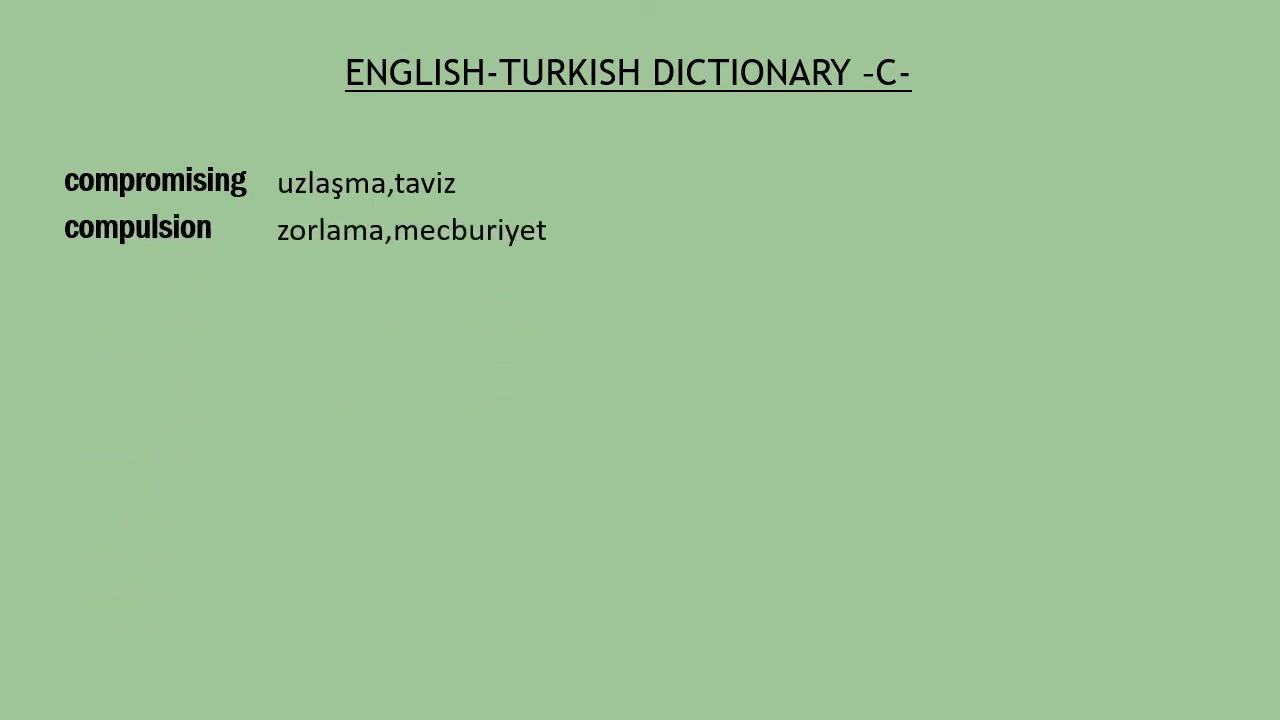 ENGLISH-TURKISH DICTIONARY –C-
compromising uzlaşma,taviz
compulsion zorlama,mecburiyet